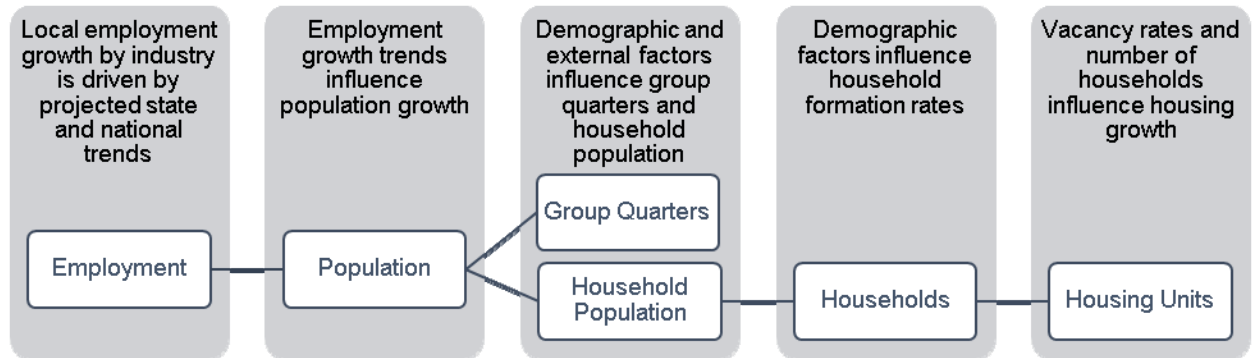 Local employment
growth by industry
is driven by
projected state
and national
trends
Employment
Employment
growth trends
influence
population growth
Population
Demographic and
external factors
influence group
quarters and
household
population
Group Quarters
Household
Population
Demographic
factors influence
household
formation rates
Households
Vacancy rates and
number of
households
influence housing
growth
Housing Units